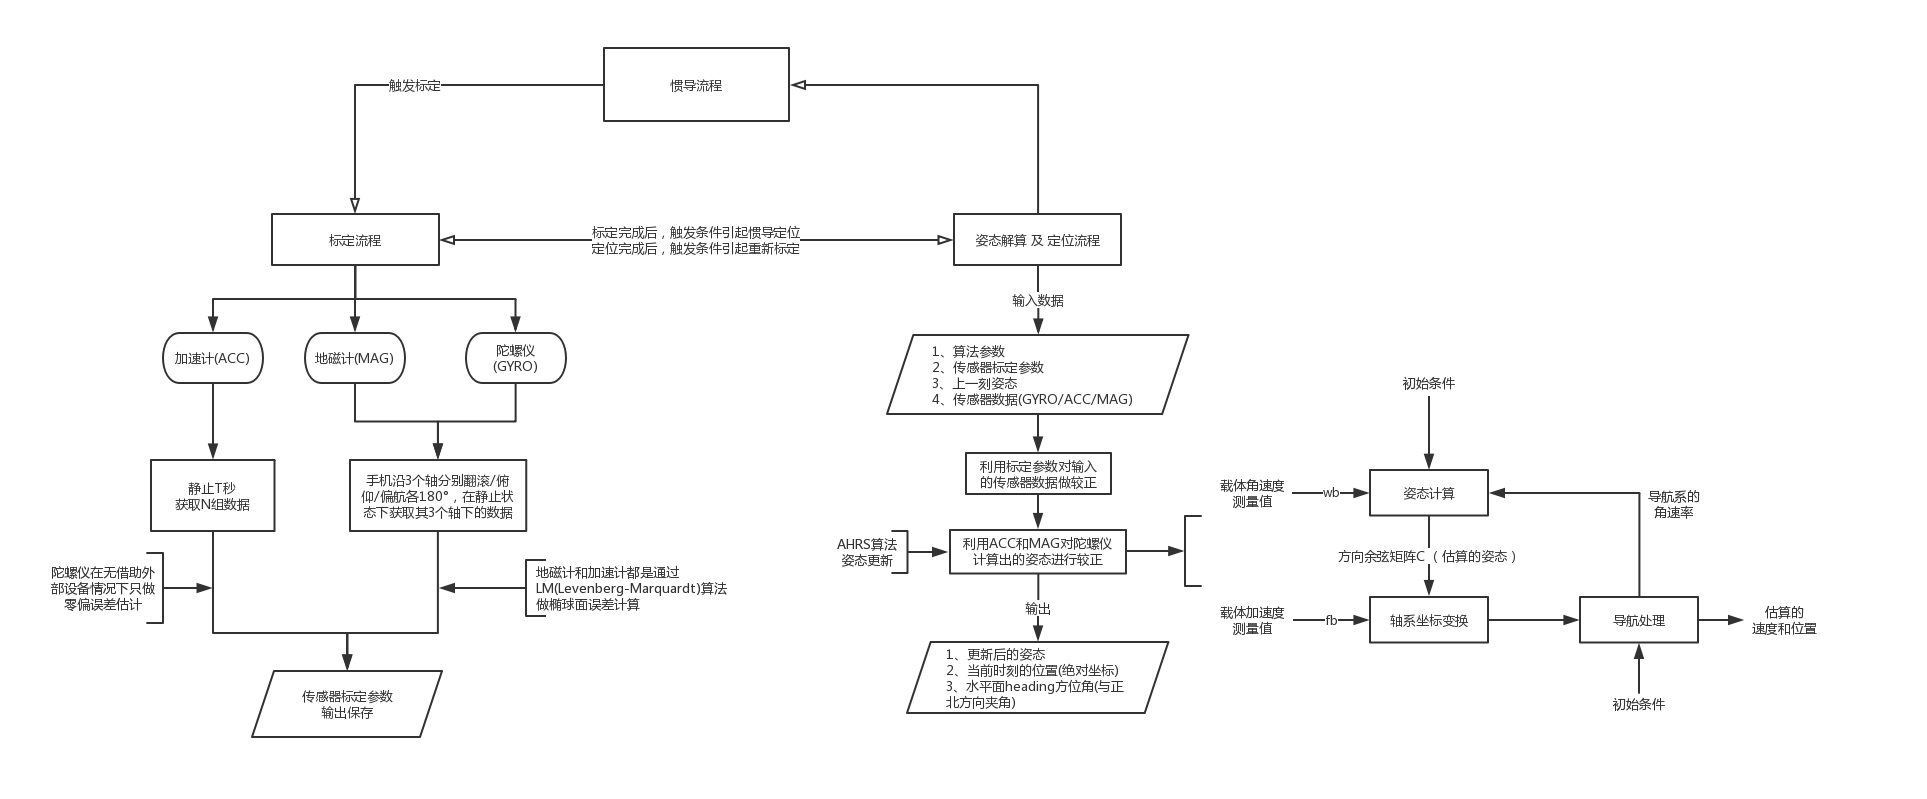 惯导流程
触发标定
标定流程
标定完成后，触发条件引起惯导定位
定位完成后，触发条件引起重新标定
姿态解算 及 定位流程
加速计(ACC)
地磁计(MAG)
陀螺仪
(GYRO)
静止T秒
获取N组数据
手机沿3个轴分别翻滚/俯
仰/偏航各180°，在静止状
态下获取其3个轴下的数据
陀螺仪在无借助外
部设备情况下只做
零偏误差估计
地磁计和加速计都是通过
LM(Levenberg-Marquardt)算法
做椭球面误差计算
传感器标定参数
输出保存
输入数据
1、算法参数
2、传感器标定参数
3、上一刻姿态
4、传感器数据(GYRO/ACC/MAG)
利用标定参数对输入
的传感器数据做较正
AHRS算法
姿态更新
利用ACC和MAG对陀螺仪
计算出的姿态进行较正
输出
1、更新后的姿态
2、当前时刻的位置(绝对坐标)
3、水平面heading方位角(与正
北方向夹角)
初始条件
载体角速度
测量值
wb
姿态计算
导航系的
角速率
方向余弦矩阵C （ 估算的姿态 ）
载体加速度
测量值
fb
轴系坐标变换
导航处理
估算的
速度和位置
初始条件